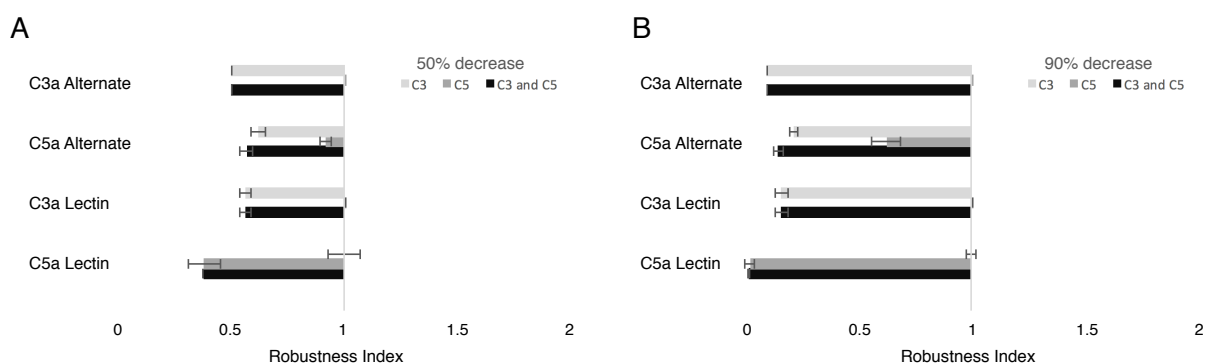 A
50% decrease
C3 C5 C3 and C5
C3a Alternate
C5a Alternate
C3a Lectin
C5a Lectin
0 0.5 1 1.5 2
Robustness Index
B
90% decrease
C3 C5 C3 and C5
C3a Alternate
C5a Alternate
C3a Lectin
C5a Lectin
0 0.5 1 1.5 2
Robustness Index